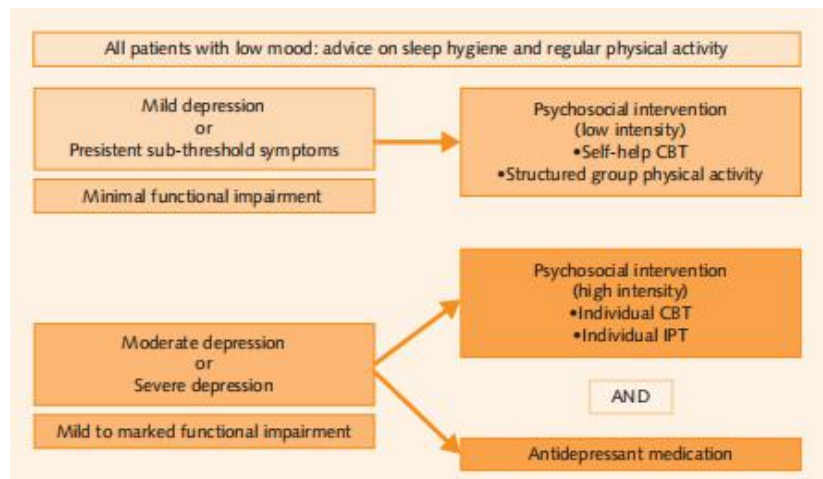 All patients with low mood: advice on sleep hygiene and regular physical activity
Mild depression
or
Presistent sub-threshold symptoms
Minimal functional impairment
Psychosocial intervention
(low intensity)
•Self-help CBT
•Structured group physical activity
Moderate depression
or
Severe depression
Mild to marked functional impairment
Psychosocial intervention
(high intensity)
•Individual CBT
•Individual IPT
AND
Antidepressant medication